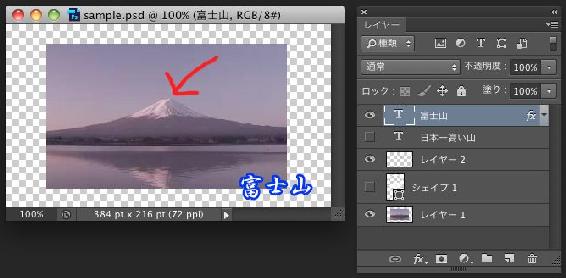 sample.psd @ 100% (富士山, RGB/8#)
富士山
100%
384 pt x 216 pt (72 ppi)
レイヤー
種類
T
通常
不透明度: 100%
ロック: 塗り: 100%
T 富士山 fx
T 日本一高い山
レイヤー 2
シェイプ 1
レイヤー 1
fx